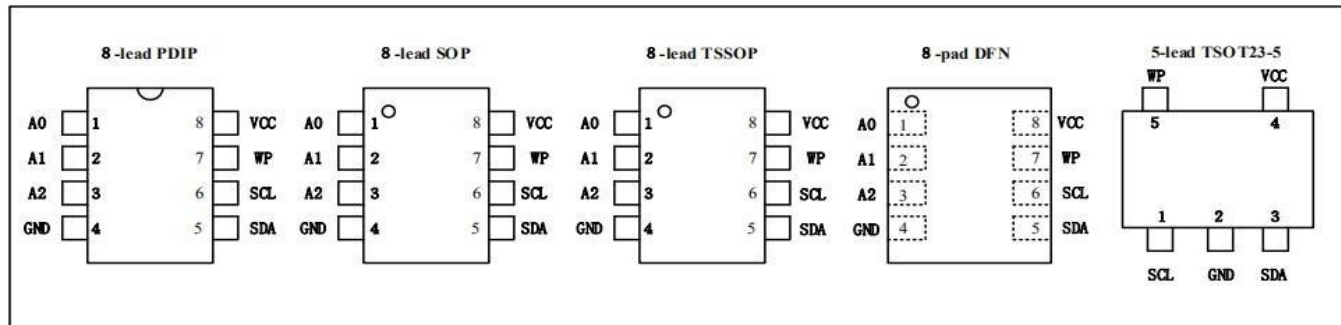 8 -lead PDIP 8 -lead SOP 8 -lead TSSOP 8 -pad DFN 5-lead TSOT23-5
WP VCC
A0 1 8 VCC A0 1 8 VCC A0 1 8 VCC A0 1 8 VCC 5 4
A1 2 7 WP A1 2 7 WP A1 2 7 WP A1 2 7 WP
A2 3 6 SCL A2 3 6 SCL A2 3 6 SCL A2 3 6 SCL
GND 4 5 SDA GND 4 5 SDA GND 4 5 SDA GND 4 5 SDA 1 2 3
SCL GND SDA